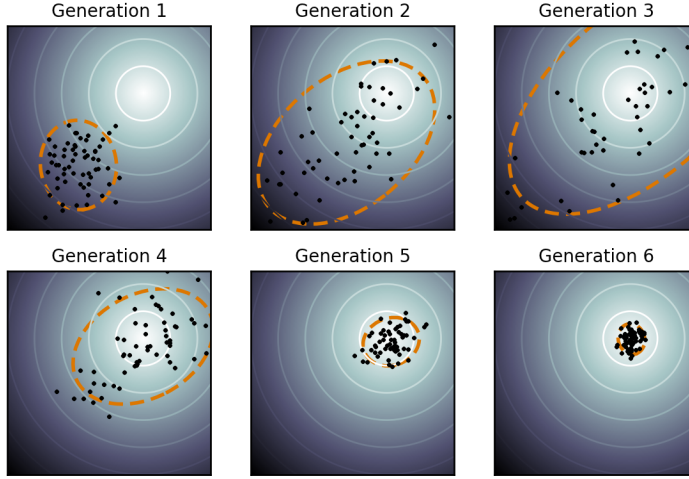 Generation 1
Generation 2
Generation 3
Generation 4
Generation 5
Generation 6